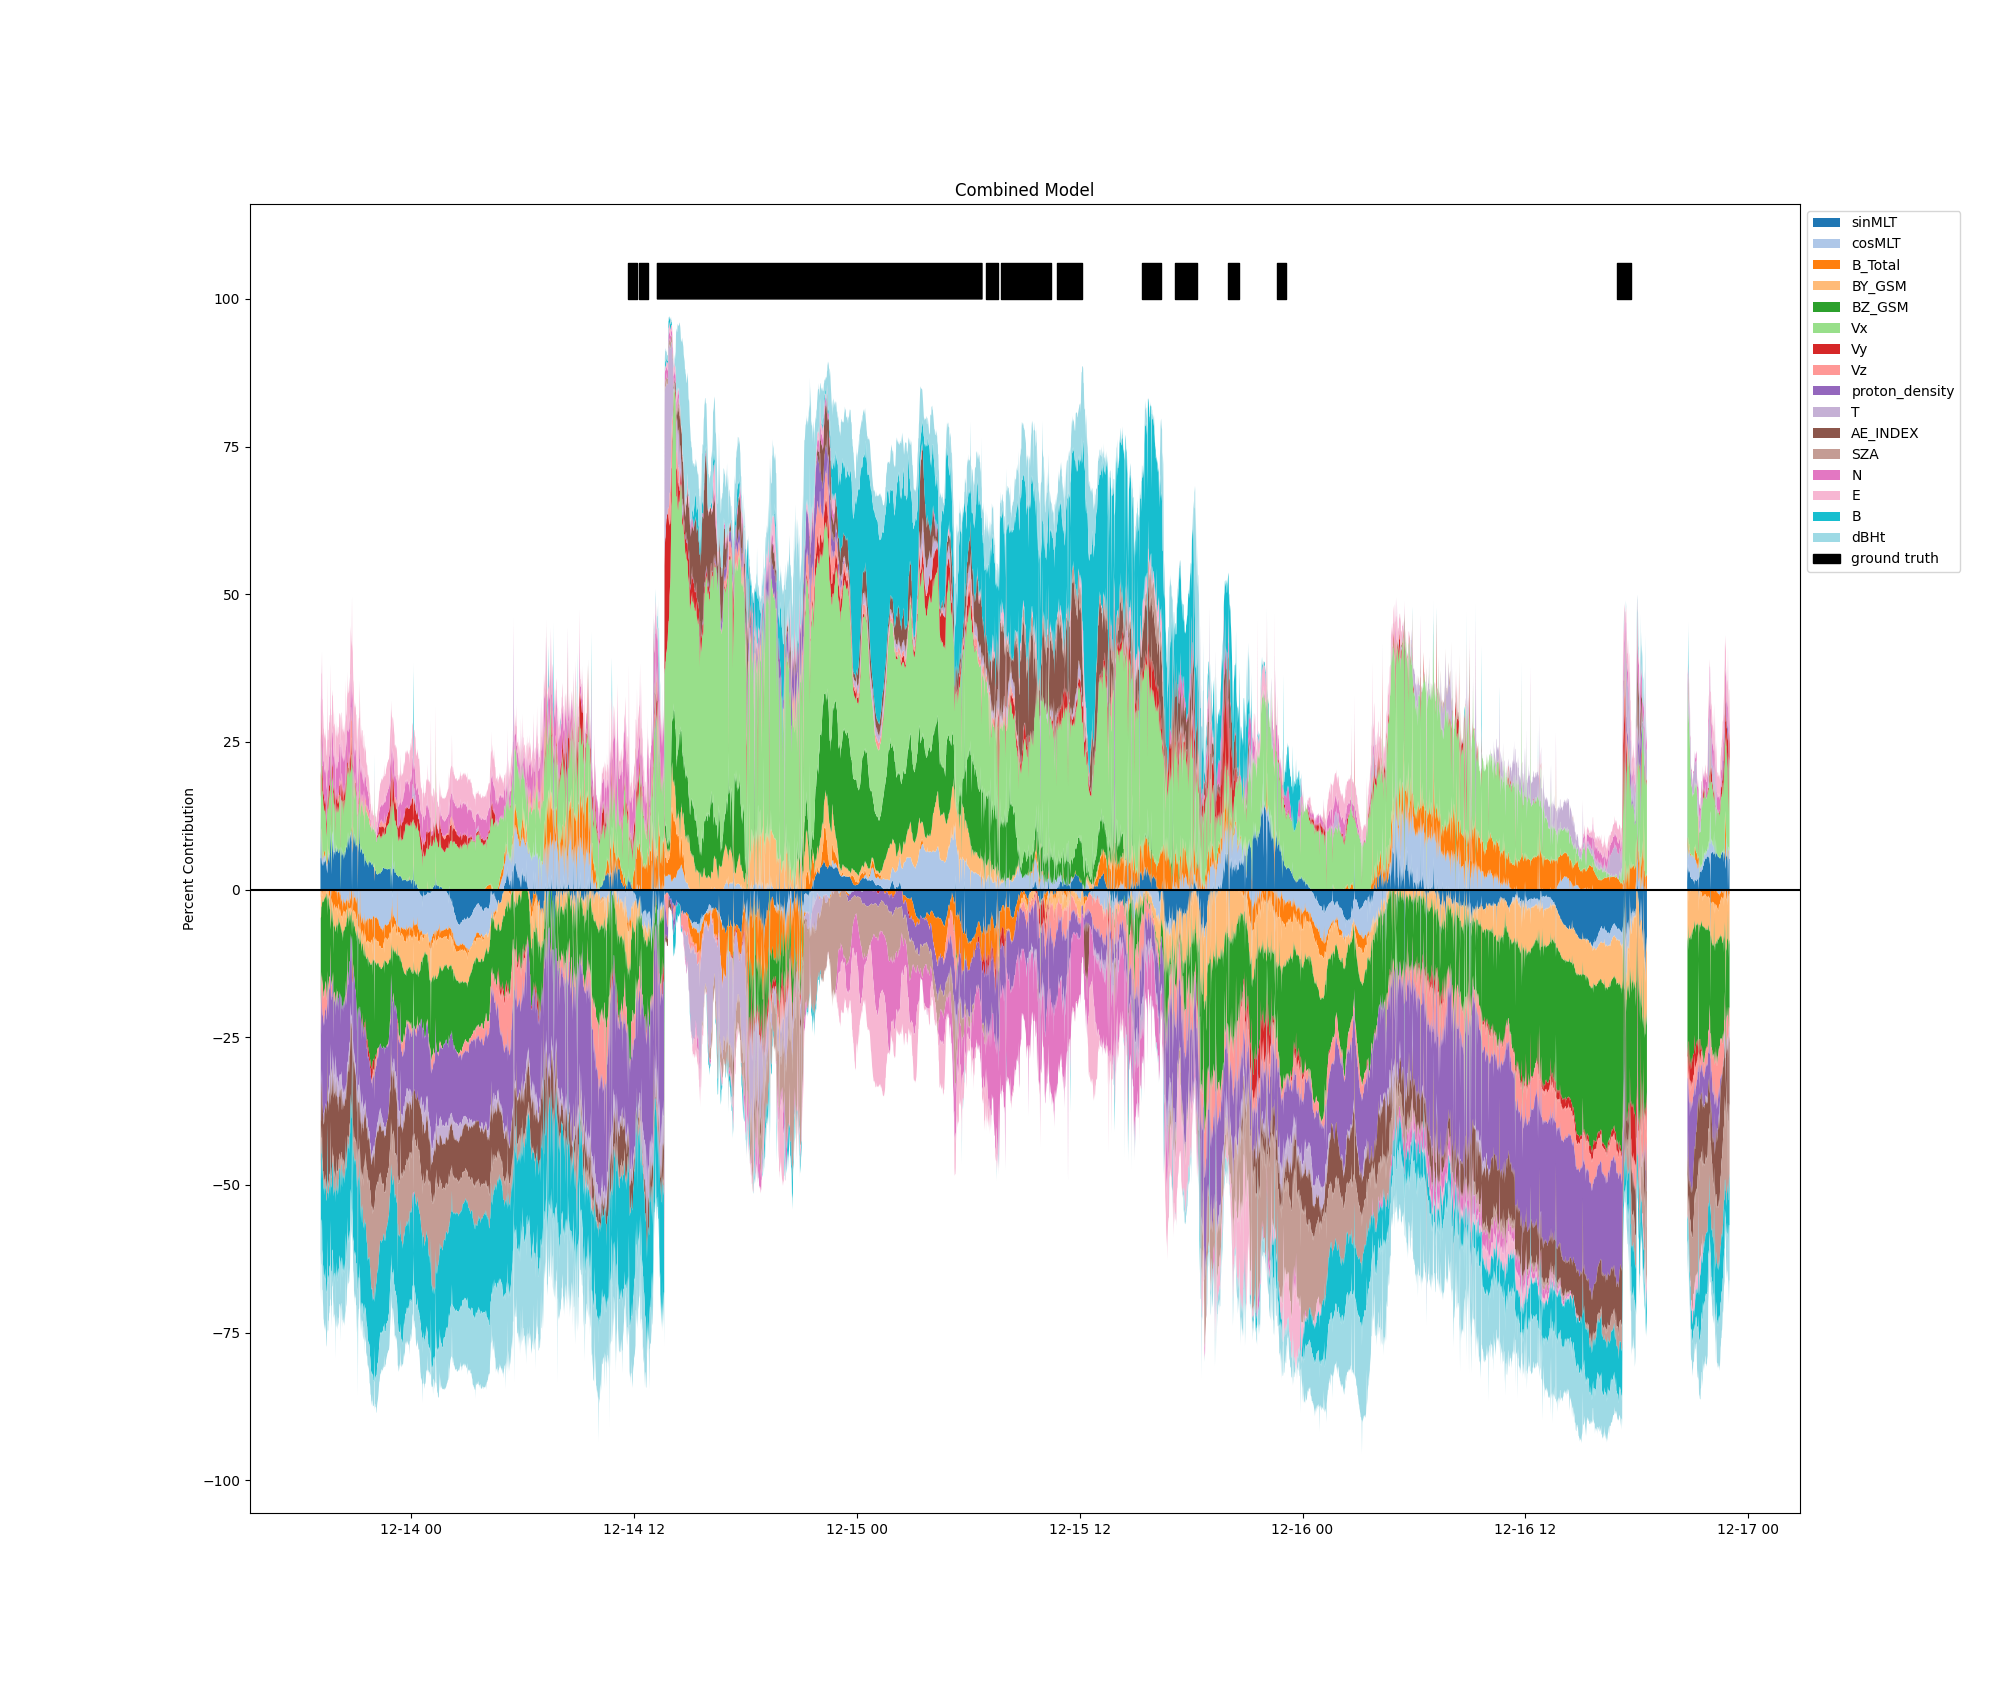 Combined Model
Percent Contribution
100
75
50
25
0
−25
−50
−75
−100
12-14 00
12-14 12
12-15 00
12-15 12
12-16 00
12-16 12
12-17 00
sinMLT
cosMLT
B_Total
BY_GSM
BZ_GSM
Vx
Vy
Vz
proton_density
T
AE_INDEX
SZA
N
E
B
dBHt
ground truth